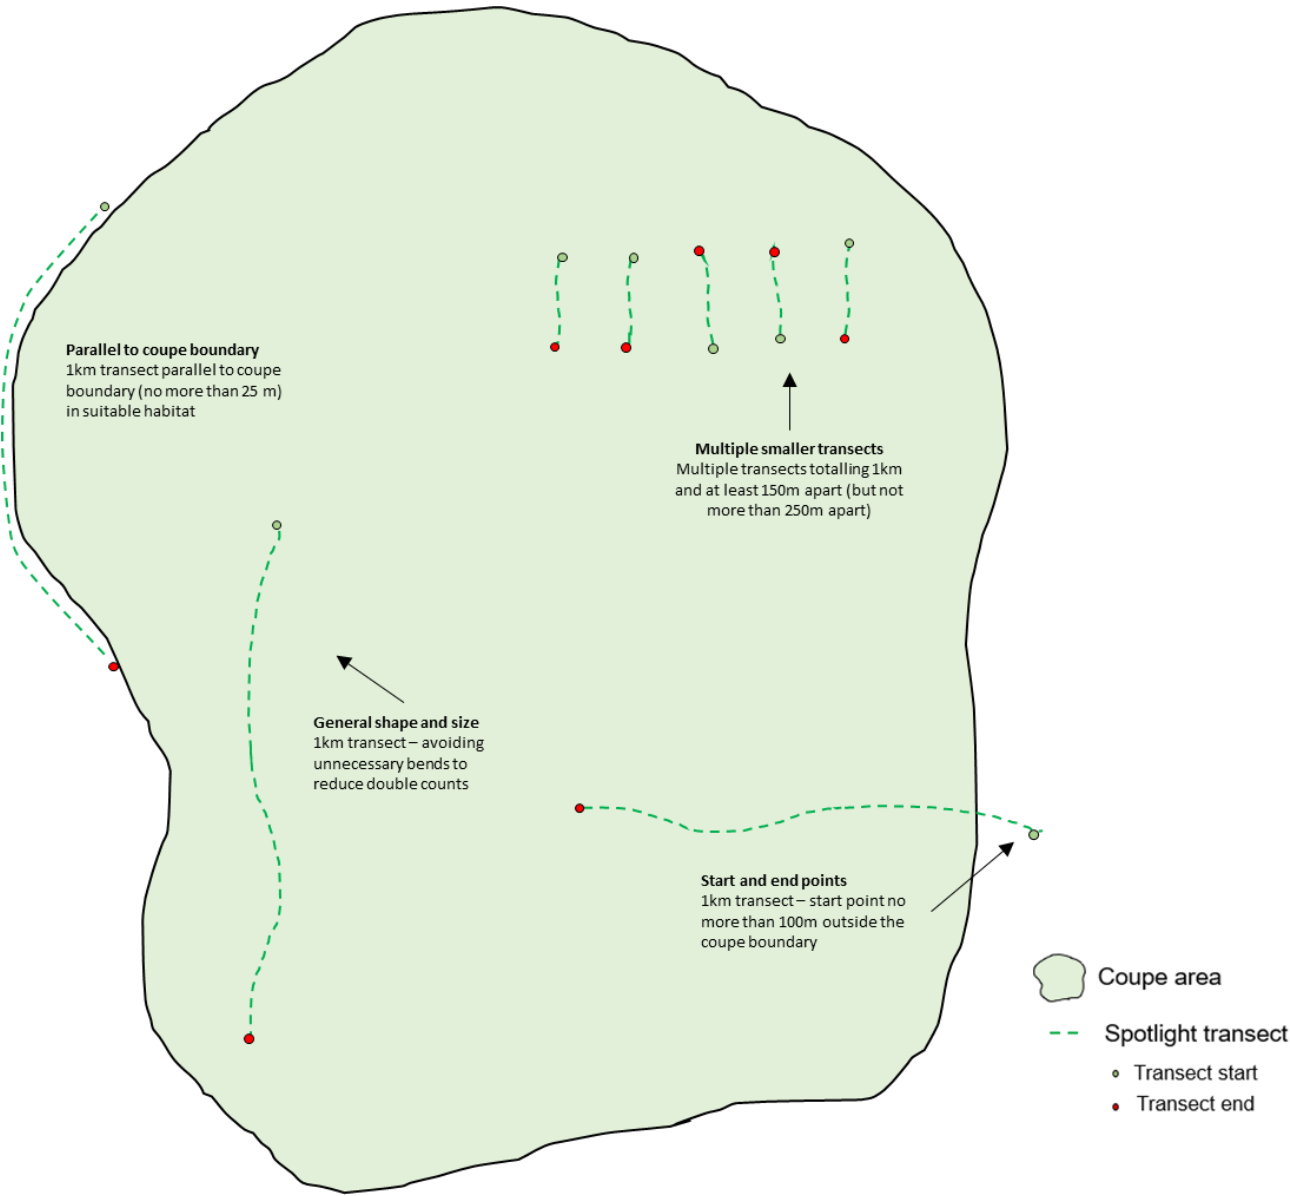 Parallel to coupe boundary
1km transect parallel to coupe
boundary (no more than 25 m)
in suitable habitat
Multiple smaller transects
Multiple transects totalling 1km
and at least 150m apart (but not
more than 250m apart)
General shape and size
1km transect – avoiding
unnecessary bends to
reduce double counts
Start and end points
1km transect – start point no
more than 100m outside the
coupe boundary
Coupe area
Spotlight transect
Transect start
Transect end